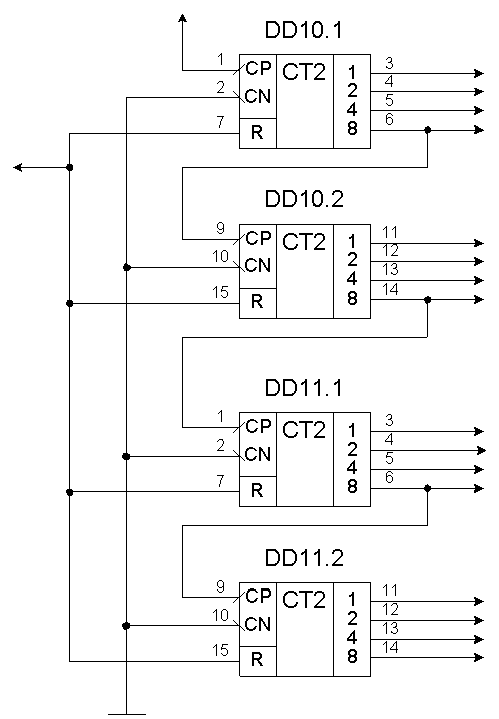 DD10.1
1 CP CT2 1 3
2 CN 2 4
4 5
7 R 8 6
DD10.2
9 CP CT2 1 11
10 CN 2 12
4 13
15 R 8 14
DD11.1
1 CP CT2 1 3
2 CN 2 4
4 5
7 R 8 6
DD11.2
9 CP CT2 1 11
10 CN 2 12
4 13
15 R 8 14